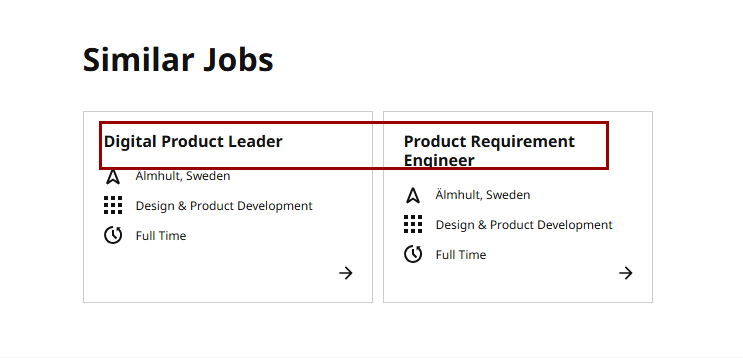 Similar Jobs
Digital Product Leader
Älmhult, Sweden
Design & Product Development
Full Time
Product Requirement
Engineer
Älmhult, Sweden
Design & Product Development
Full Time